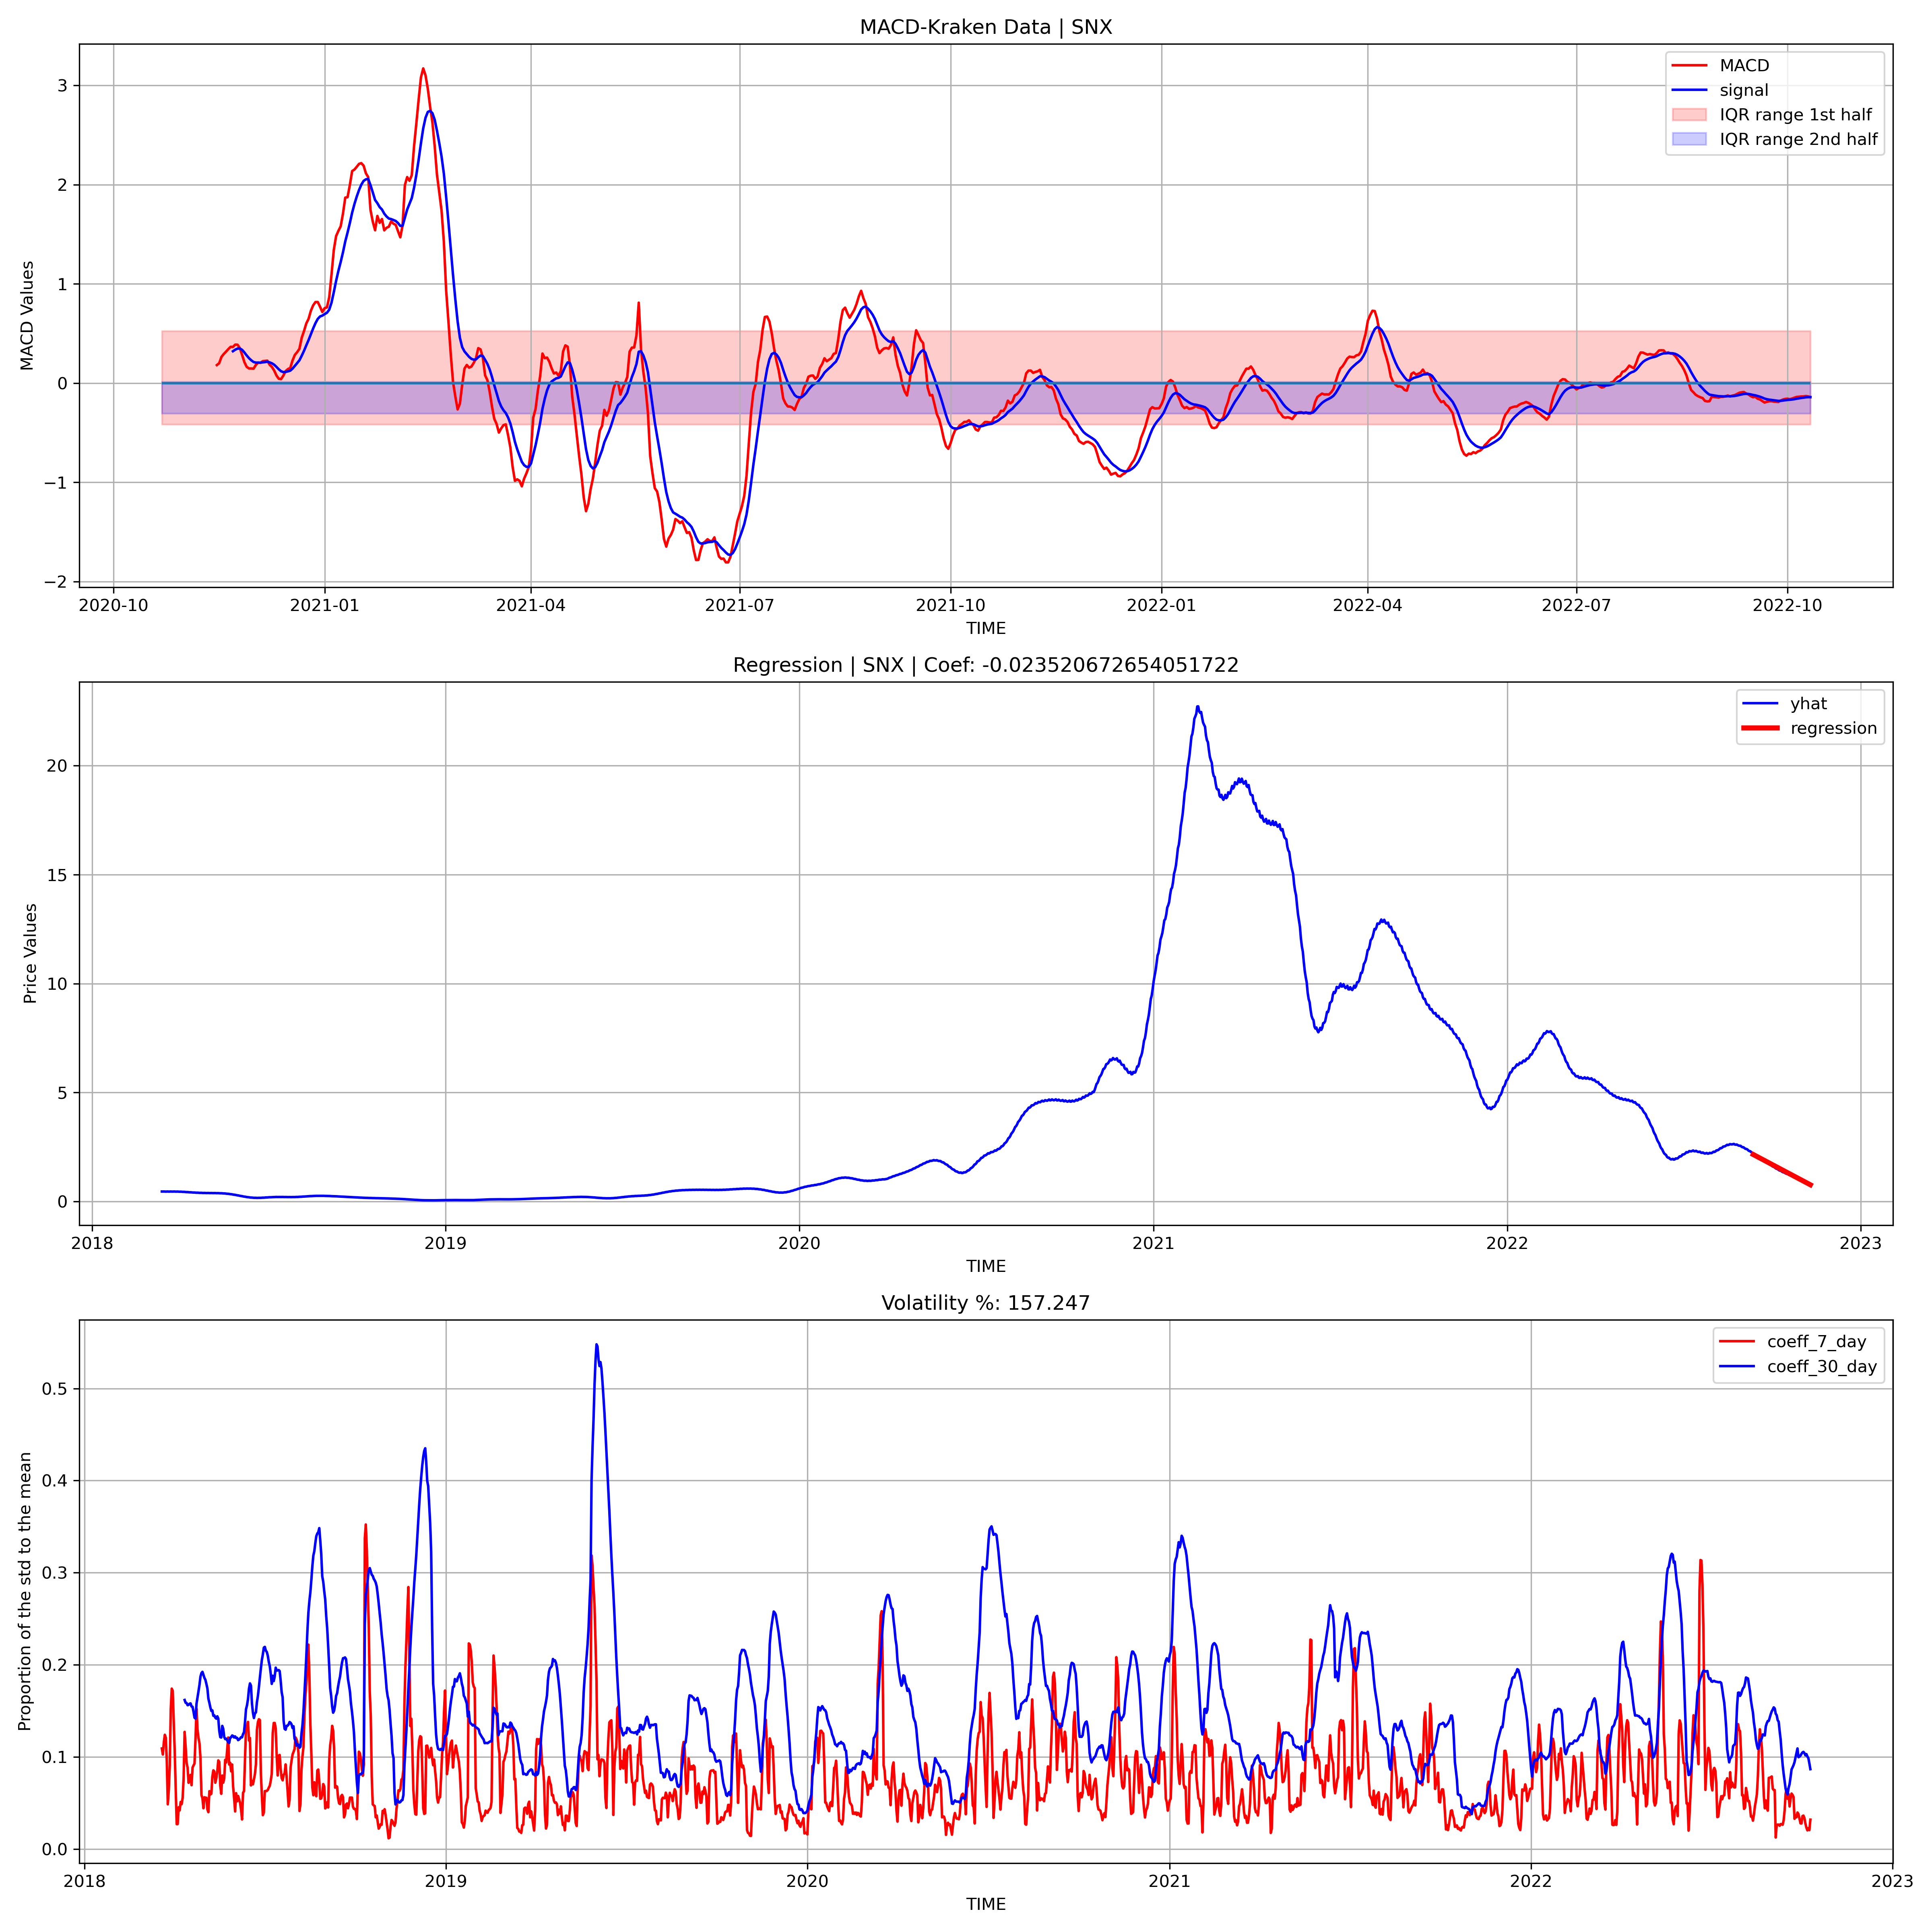 MACD-Kraken Data | SNX
MACD Values
3
2
1
0
−1
−2
MACD
signal
IQR range 1st half
IQR range 2nd half
2020-10 2021-01 2021-04 2021-07 2021-10 2022-01 2022-04 2022-07 2022-10
TIME
Regression | SNX | Coef: -0.023520672654051722
Price Values
20
15
10
5
0
yhat
regression
2018 2019 2020 2021 2022 2023
TIME
Volatility %: 157.247
Proportion of the std to the mean
0.5
0.4
0.3
0.2
0.1
0.0
coeff_7_day
coeff_30_day
2018 2019 2020 2021 2022 2023
TIME